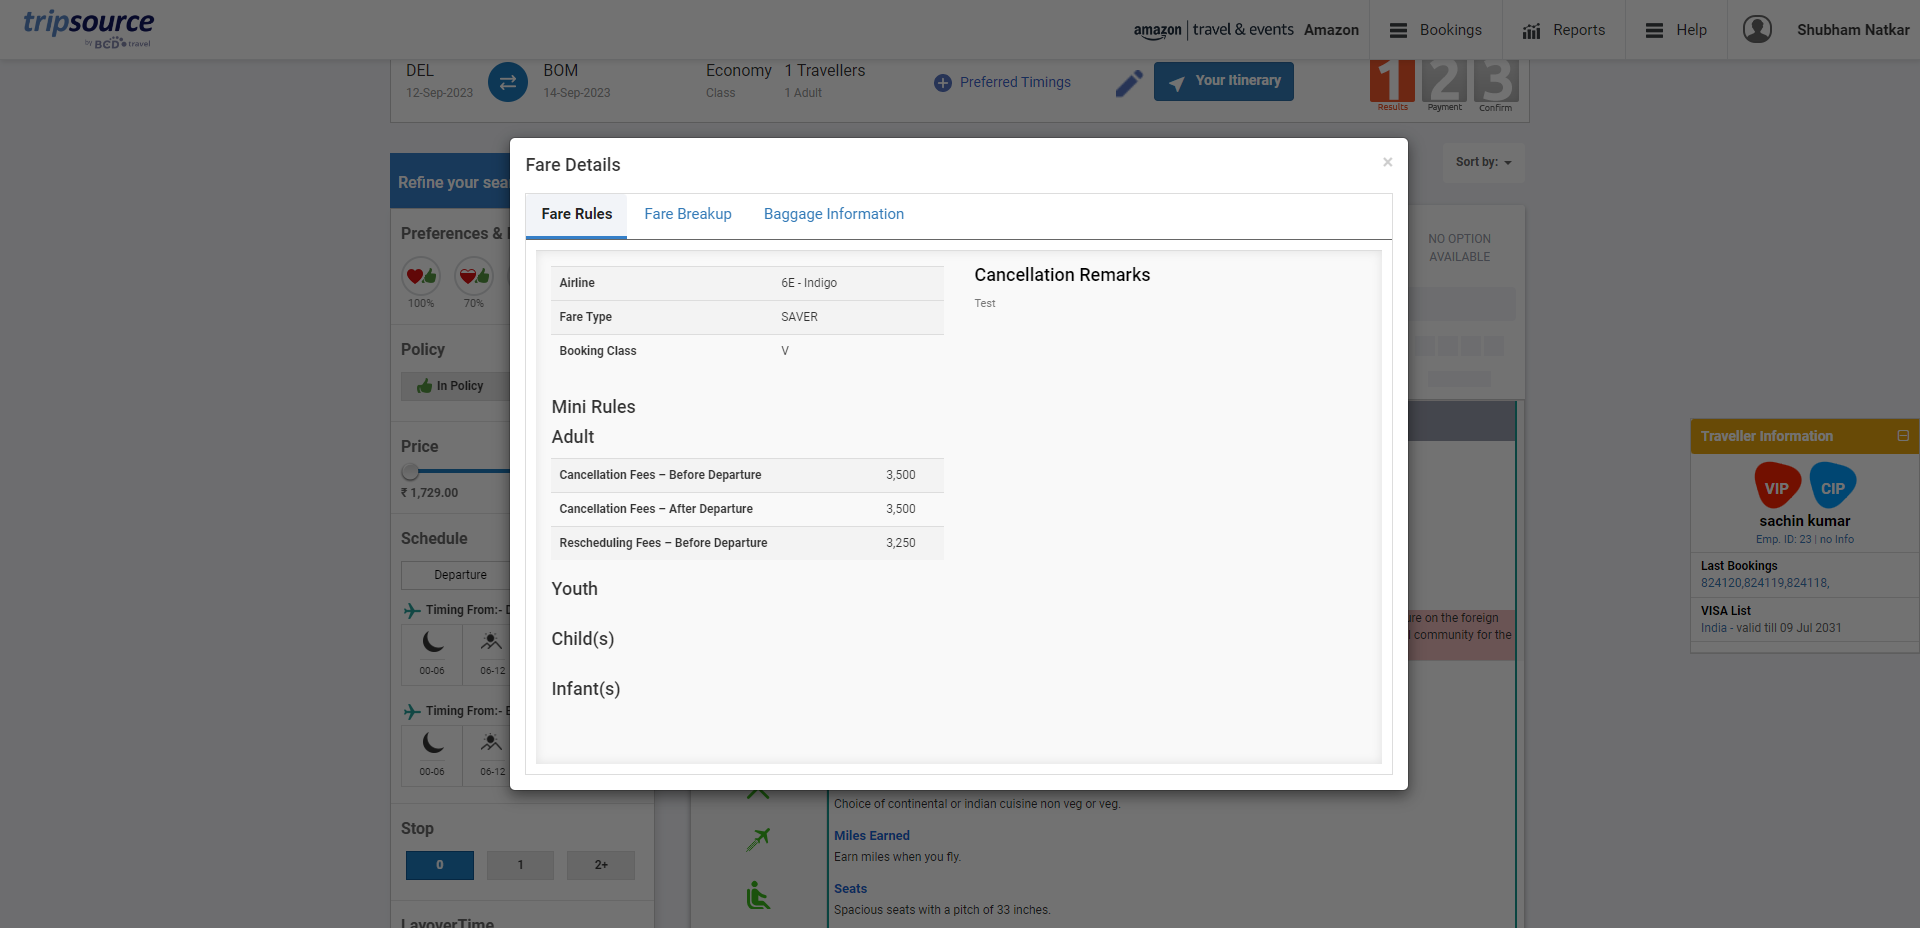 tripsource
by BCD travel
amazon | travel & events Amazon
Bookings
Reports
Help
Shubham Natkar
DEL
12-Sep-2023
BOM
14-Sep-2023
Economy
Class
1 Travellers
1 Adult
Preferred Timings
Your Itinerary
1
Results
2
Payment
3
Confirm
Refine your
Sort by:
Preferences &
100%
70%
Policy
In Policy
Price
₹ 1,729.00
Schedule
Departure
Timing From:-
00-06
06-12
Timing From:-
00-06
06-12
Stop
0
1
2+
LayoverTime
Fare Details
×
Fare Rules
Fare Breakup
Baggage Information
Airline 6E - Indigo
Fare Type SAVER
Booking Class V
Mini Rules
Adult
Cancellation Fees – Before Departure 3,500
Cancellation Fees – After Departure 3,500
Rescheduling Fees – Before Departure 3,250
Youth
Child(s)
Infant(s)
Cancellation Remarks
Test
NO OPTION
AVAILABLE
on the foreign
community for the
Choice of continental or indian cuisine non veg or veg.
Miles Earned
Earn miles when you fly.
Seats
Spacious seats with a pitch of 33 inches.
Traveller Information
VIP
CIP
sachin kumar
Emp. ID: 23 | no Info
Last Bookings
824120,824119,824118,
VISA List
India - valid till 09 Jul 2031